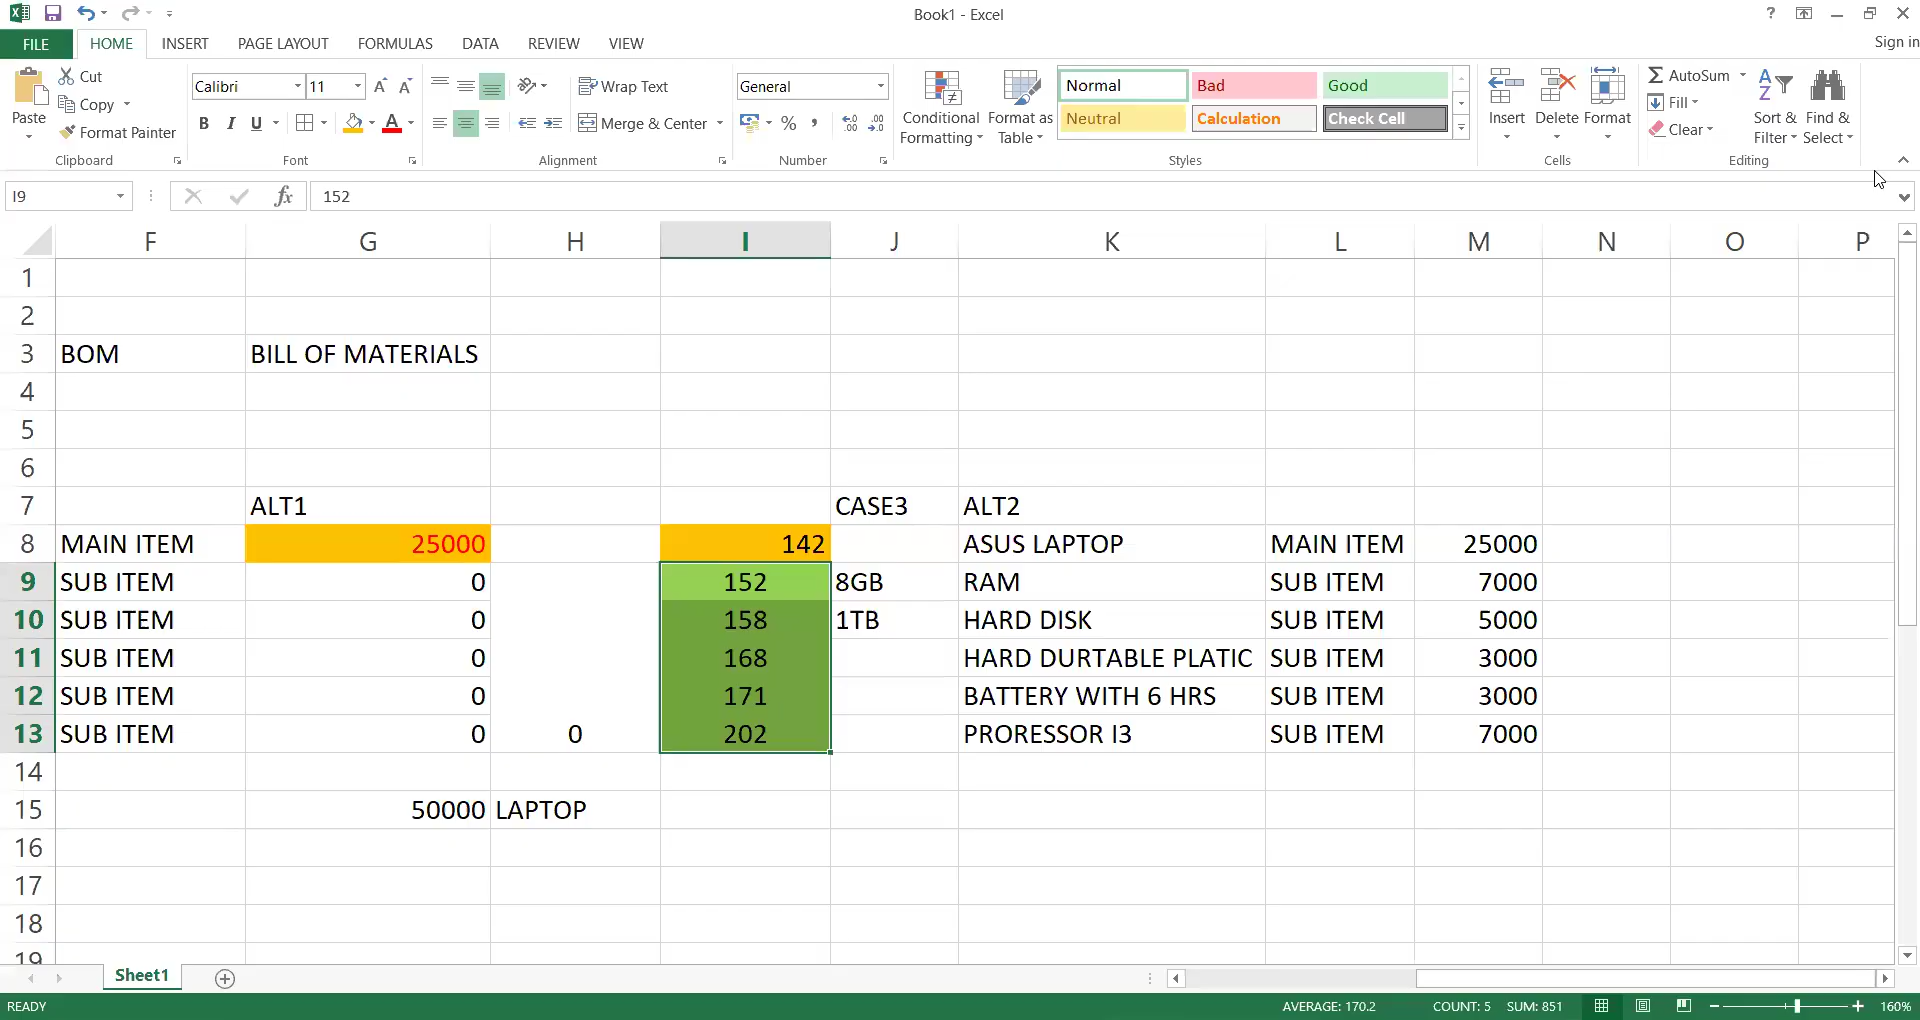 Book1 - Excel
?
FILE HOME INSERT PAGE LAYOUT FORMULAS DATA REVIEW VIEW
Sign in
Paste Cut Copy Format Painter
Clipboard
Calibri 11
B I U A
Font
Wrap Text
Merge & Center
Alignment
General
%
Number
Conditional Formatting
Format as Table
Normal Bad Good
Neutral Calculation Check Cell
Styles
Insert Delete Format
Cells
AutoSum
Fill
Clear
Sort & Filter
Find & Select
Editing
I9 fx 152
F G H I J K L M N O P
1
2
3 BOM BILL OF MATERIALS
4
5
6
7 ALT1 CASE3 ALT2
8 MAIN ITEM 25000 142 ASUS LAPTOP MAIN ITEM 25000
9 SUB ITEM 0 152 8GB RAM SUB ITEM 7000
10 SUB ITEM 0 158 1TB HARD DISK SUB ITEM 5000
11 SUB ITEM 0 168 HARD DURTABLE PLATIC SUB ITEM 3000
12 SUB ITEM 0 171 BATTERY WITH 6 HRS SUB ITEM 3000
13 SUB ITEM 0 0 202 PRORESSOR I3 SUB ITEM 7000
14
15 50000 LAPTOP
16
17
18
19
Sheet1
READY AVERAGE: 170.2 COUNT: 5 SUM: 851 160%